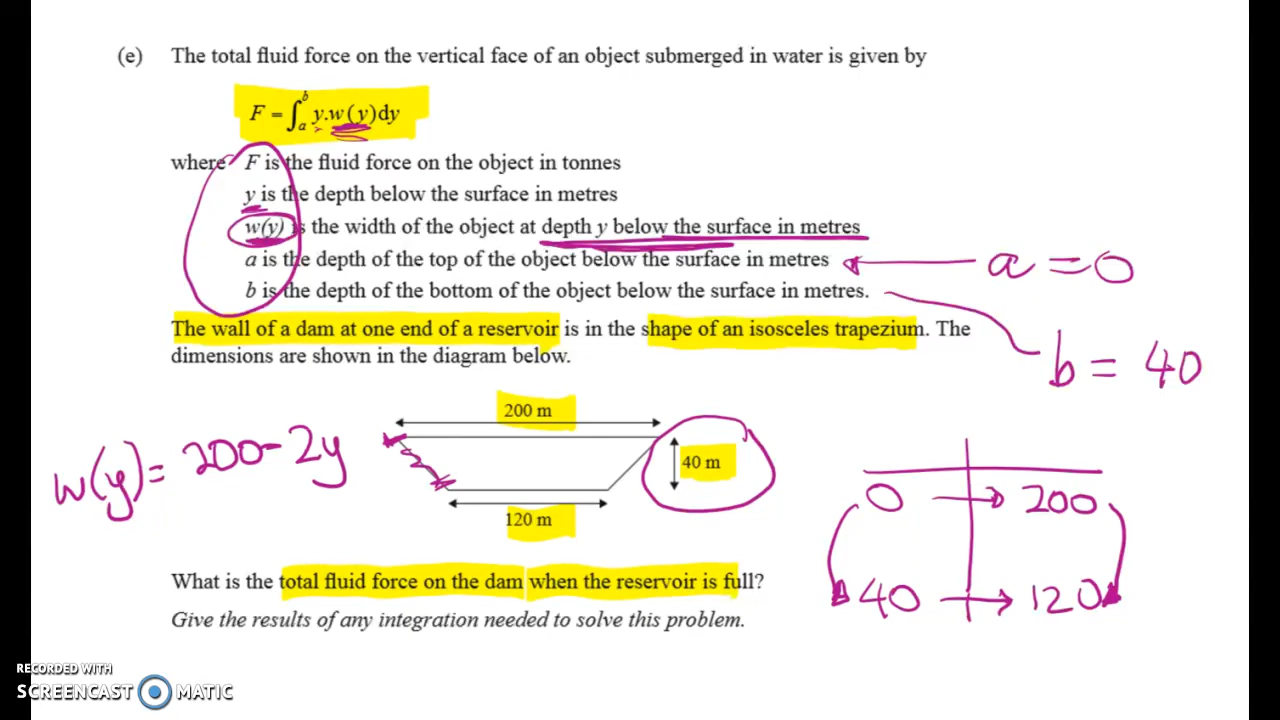 (e) The total fluid force on the vertical face of an object submerged in water is given by
F = ∫_a^b y.w(y)dy
where F is the fluid force on the object in tonnes
y is the depth below the surface in metres
w(y) is the width of the object at depth y below the surface in metres
a is the depth of the top of the object below the surface in metres
a = 0
b is the depth of the bottom of the object below the surface in metres.
b = 40
The wall of a dam at one end of a reservoir is in the shape of an isosceles trapezium. The
dimensions are shown in the diagram below.
200 m
w(y) = 200 - 2y
40 m
120 m
0 → 200
40 → 120
What is the total fluid force on the dam when the reservoir is full?
Give the results of any integration needed to solve this problem.
RECORDED WITH
SCREENCAST MATIC